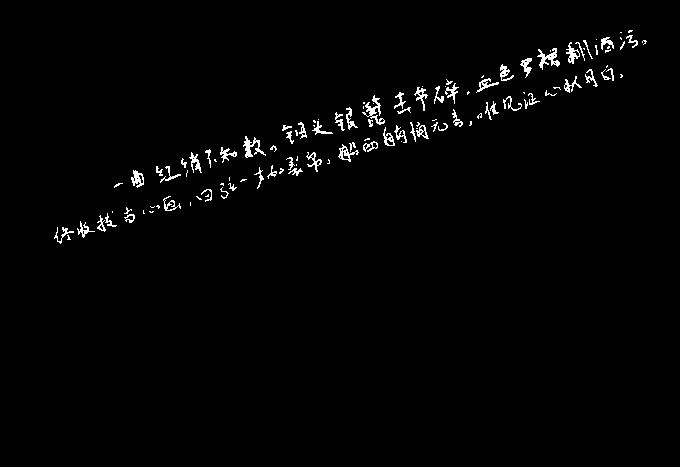 一曲红绡不知数。钿头银篦击节碎，血色罗裙翻酒污。
终收拨当心画，四弦一声如裂帛，船西舫悄无言，唯见江心秋月白，